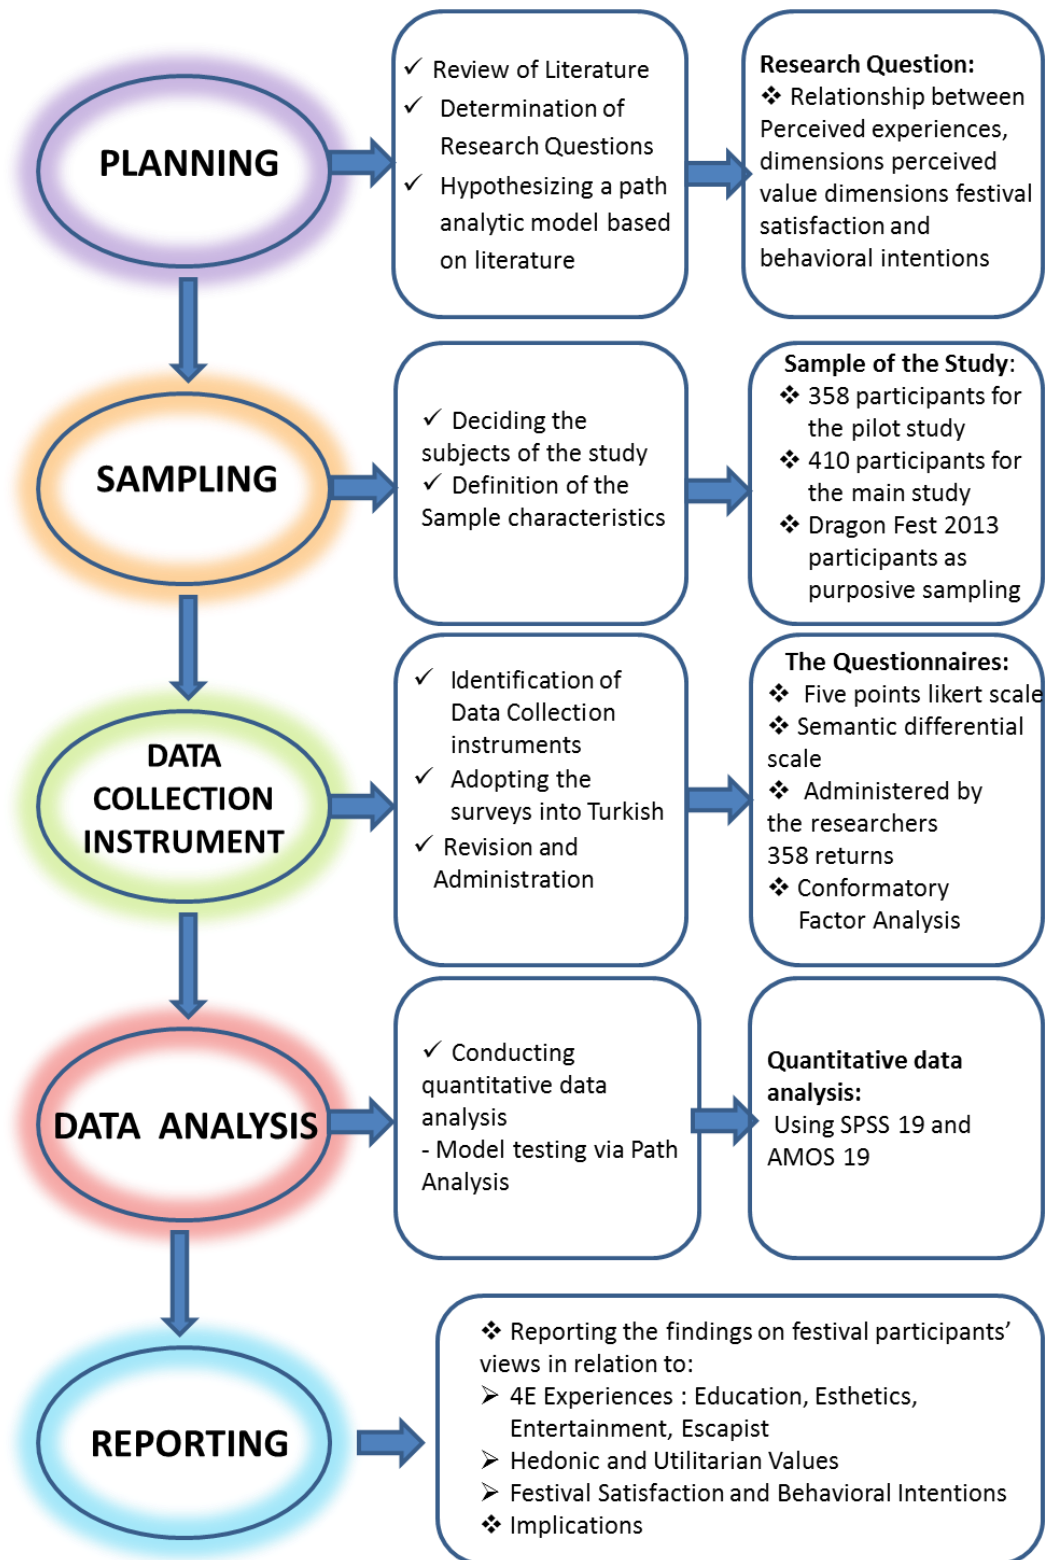 PLANNING
✓ Review of Literature
✓ Determination of
Research Questions
✓ Hypothesizing a path
analytic model based
on literature
Research Question:
❖ Relationship between
Perceived experiences,
dimensions perceived
value dimensions festival
satisfaction and
behavioral intentions
SAMPLING
✓ Deciding the
subjects of the study
✓ Definition of the
Sample characteristics
Sample of the Study:
❖ 358 participants for
the pilot study
❖ 410 participants for
the main study
❖ Dragon Fest 2013
participants as
purposive sampling
DATA
COLLECTION
INSTRUMENT
✓ Identification of
Data Collection
instruments
✓ Adopting the
surveys into Turkish
✓ Revision and
Administration
The Questionnaires:
❖ Five points likert scale
❖ Semantic differential
scale
❖ Administered by
the researchers
358 returns
❖ Conformatory
Factor Analysis
DATA ANALYSIS
✓ Conducting
quantitative data
analysis
- Model testing via Path
Analysis
Quantitative data
analysis:
Using SPSS 19 and
AMOS 19
REPORTING
❖ Reporting the findings on festival participants’
views in relation to:
➢ 4E Experiences : Education, Esthetics,
Entertainment, Escapist
➢ Hedonic and Utilitarian Values
➢ Festival Satisfaction and Behavioral Intentions
❖ Implications